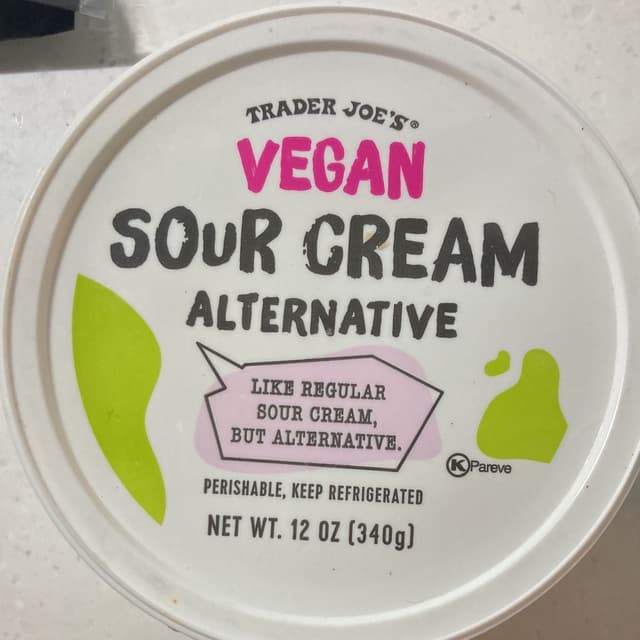 TRADER JOE'S®
VEGAN
SOUR CREAM
ALTERNATIVE
LIKE REGULAR
SOUR CREAM,
BUT ALTERNATIVE.
K Pareve
PERISHABLE, KEEP REFRIGERATED
NET WT. 12 OZ (340g)